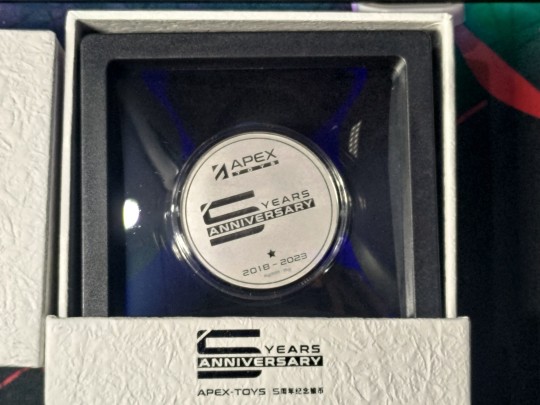 APEX
TOYS
5 YEARS
ANNIVERSARY
2018-2023
5 YEARS
ANNIVERSARY
APEX-TOYS 5周年纪念银币